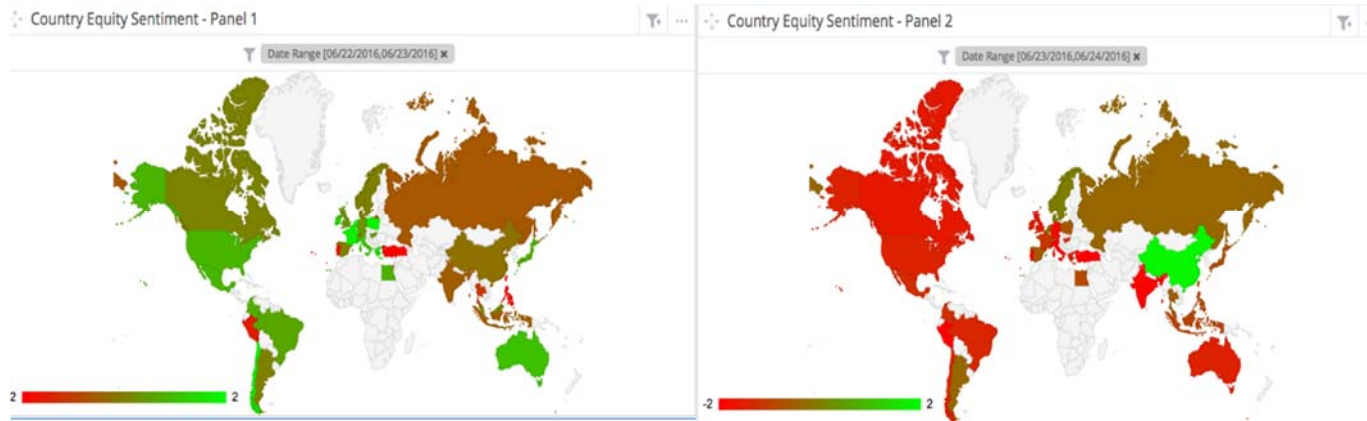 Country Equity Sentiment - Panel 1
Date Range [06/22/2016,06/23/2016] ×
2
2
Country Equity Sentiment - Panel 2
Date Range [06/23/2016,06/24/2016] ×
-2
2